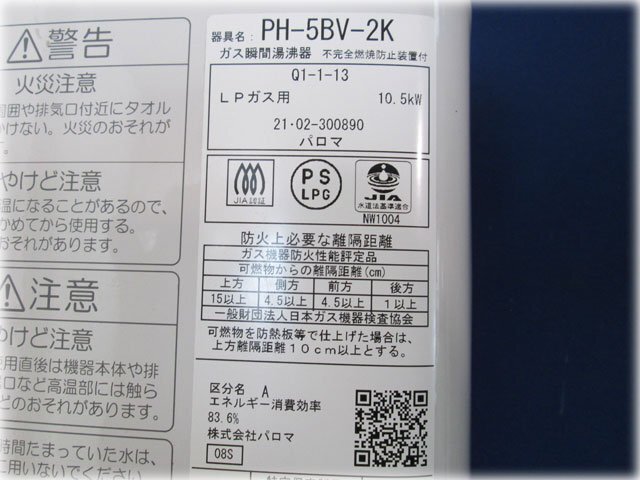 警告
火災注意
周囲や排気口付近にタオル
かけない。火災のおそれが
す。
やけど注意
温になることがあるので、
かめてから使用する。
のおそれがあります。
注意
やけど注意
使用直後は機器本体や排
口など高温部には触ら
どのおそれがあります。
時間たまっていた水は、
に用いないでください
器具名: PH-5BV-2K
ガス瞬間湯沸器 不完全燃焼防止装置付
Q1-1-13
LPガス用 10.5kW
21・02-300890
パロマ
JIA認証
PS
LPG
JIA
水道法基準適合
NW1004
防火上必要な離隔距離
ガス機器防火性能評定品
可燃物からの離隔距離(cm)
上方 側方 前方 後方
15以上 4.5以上 4.5以上 1以上
一般財団法人日本ガス機器検査協会
可燃物を防熱板等で仕上げた場合は、
上方離隔距離10cm以上とする。
区分名 A
エネルギー消費効率
83.6%
株式会社パロマ
08S